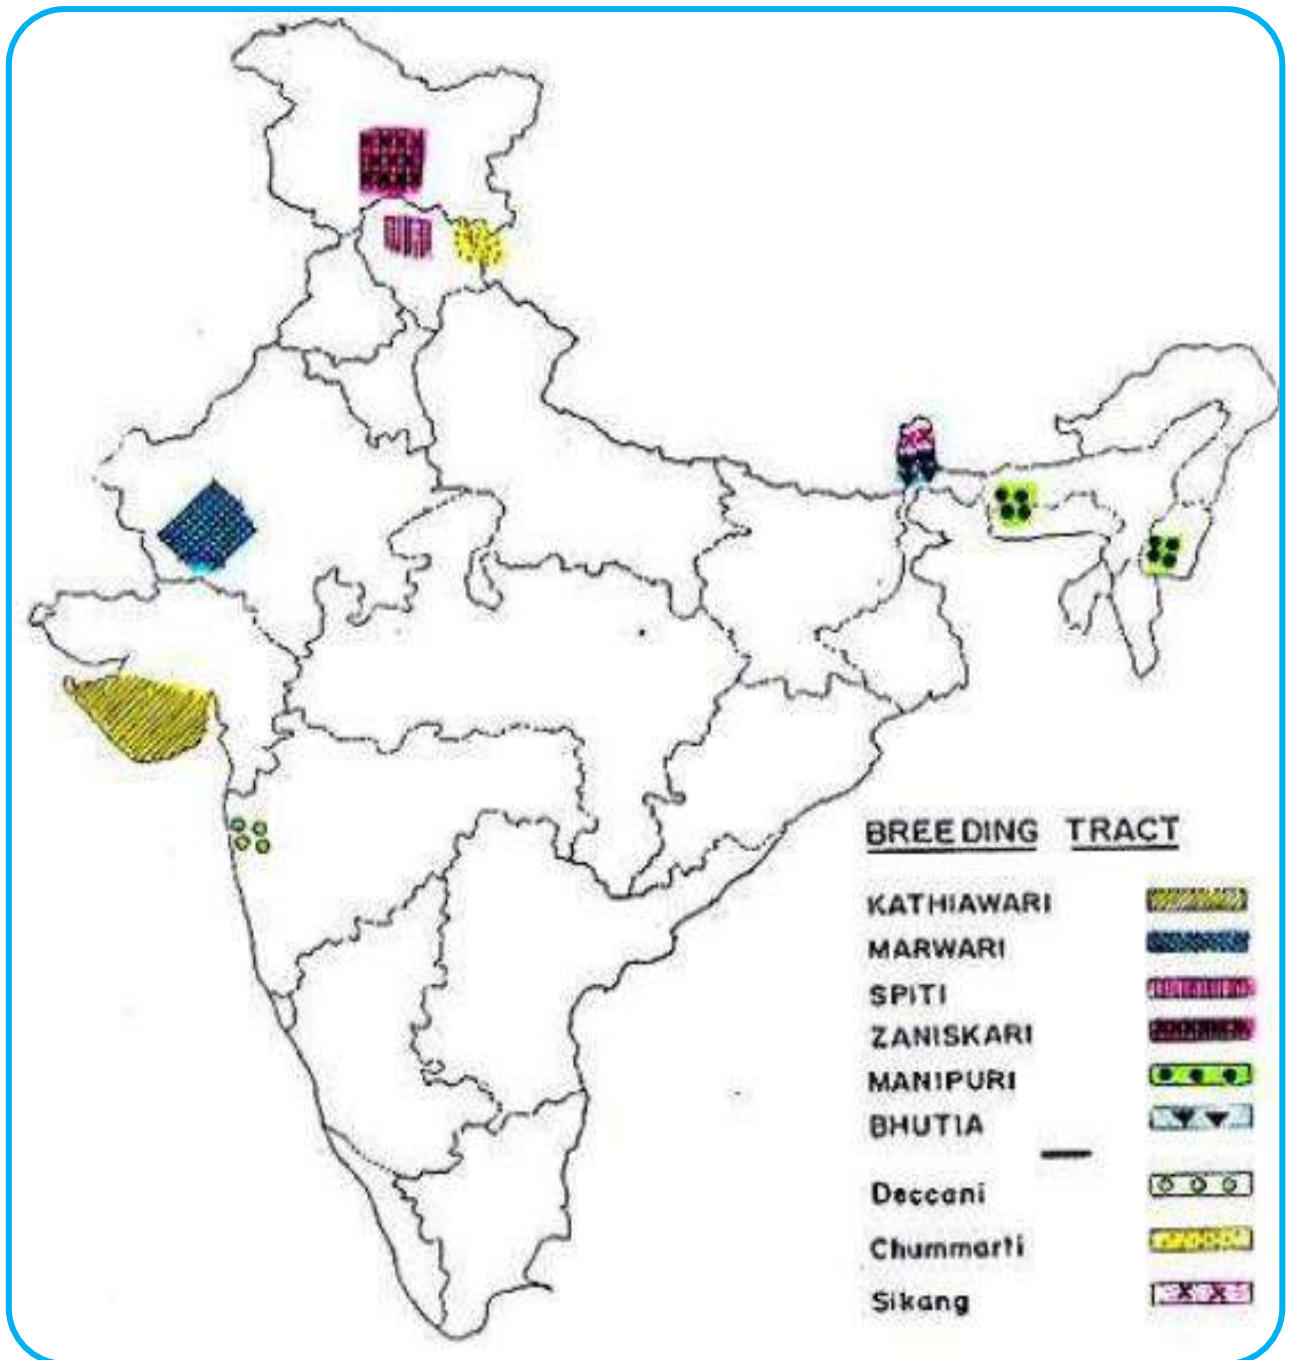 BREEDING TRACT
KATHIAWARI
MARWARI
SPITI
ZANISKARI
MANIPURI
BHUTIA
Deccani
Chummarti
Sikang